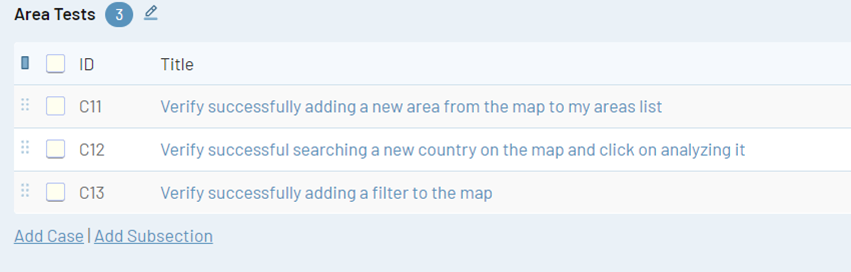 Area Tests 3
ID Title
C11 Verify successfully adding a new area from the map to my areas list
C12 Verify successful searching a new country on the map and click on analyzing it
C13 Verify successfully adding a filter to the map
Add Case | Add Subsection